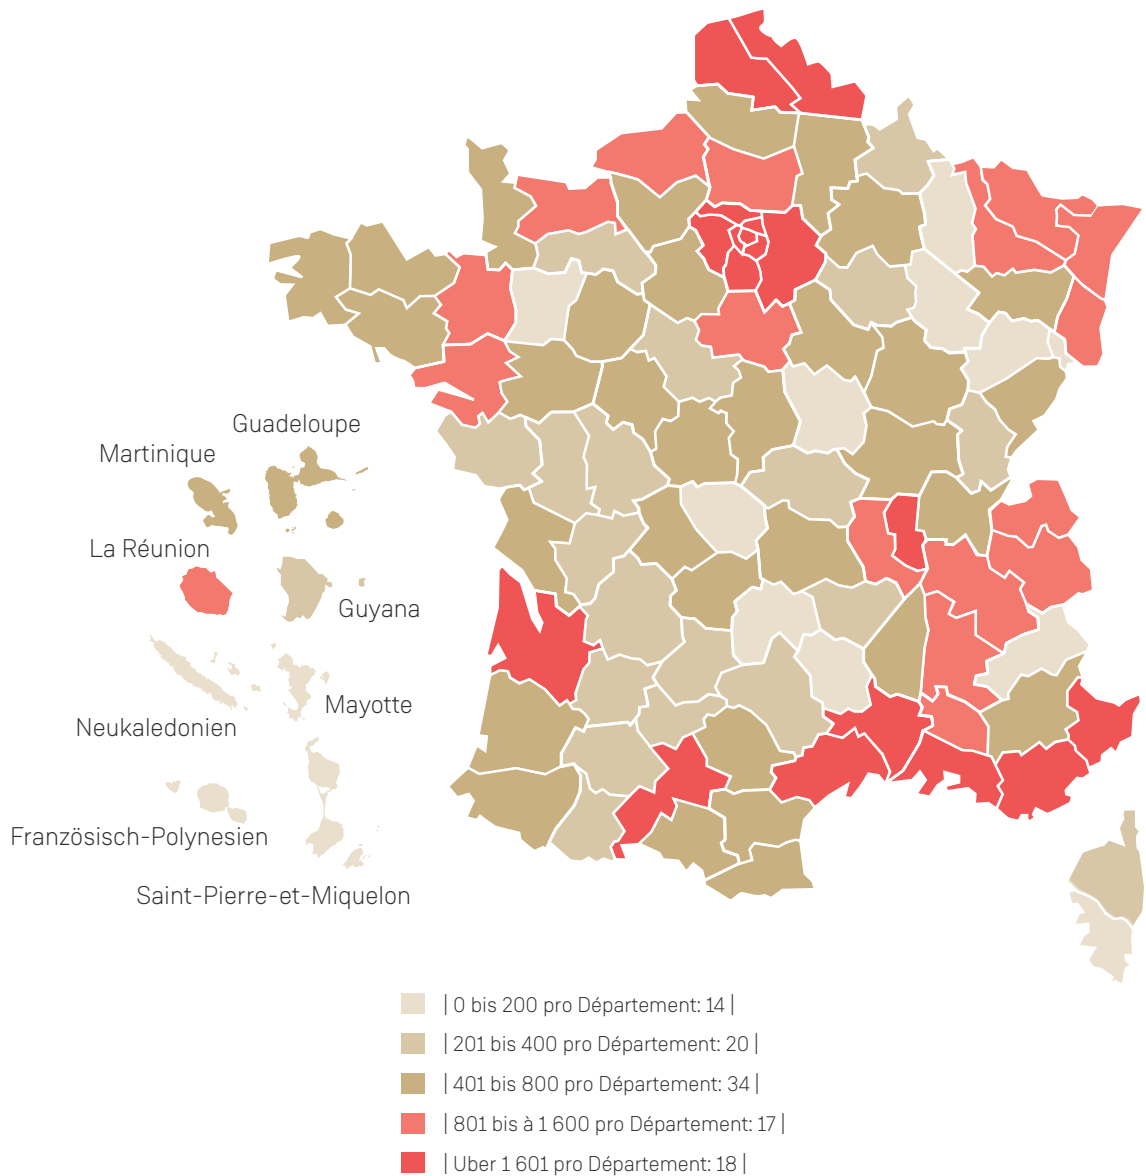 Guadeloupe
Martinique
La Réunion
Guyana
Mayotte
Neukaledonien
Französisch-Polynesien
Saint-Pierre-et-Miquelon
| 0 bis 200 pro Département: 14 |
| 201 bis 400 pro Département: 20 |
| 401 bis 800 pro Département: 34 |
| 801 bis à 1 600 pro Département: 17 |
| Uber 1 601 pro Département: 18 |